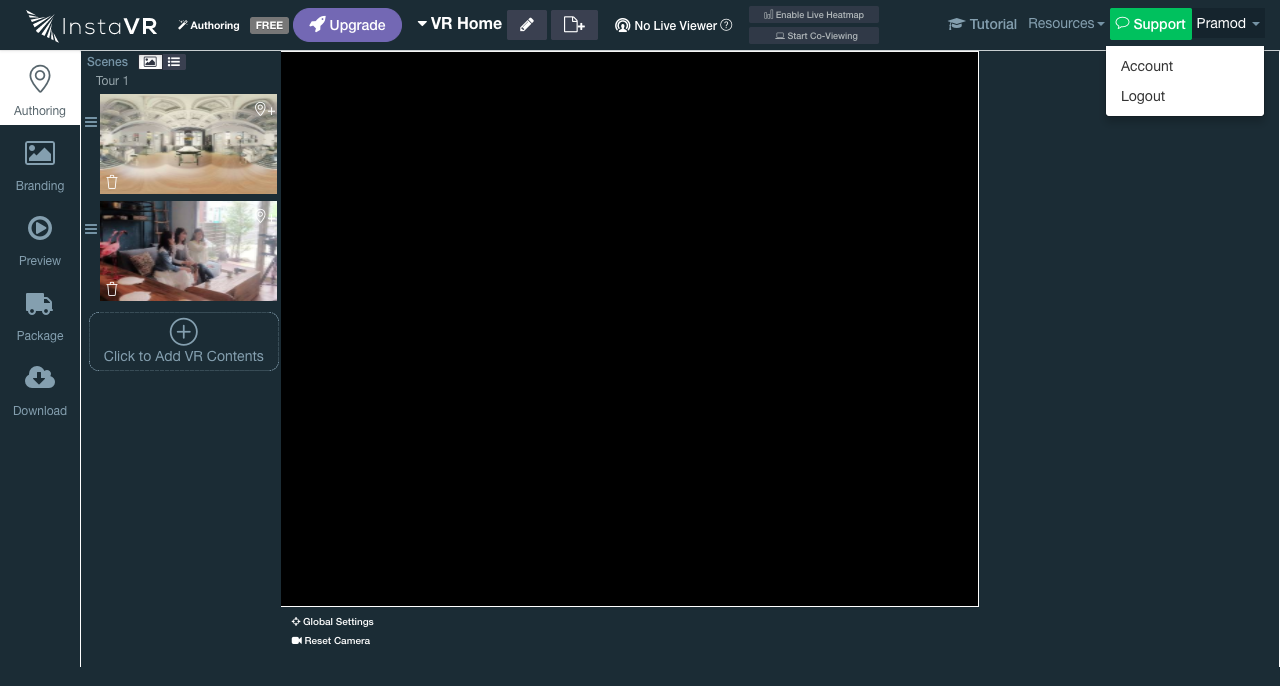 InstaVR
Authoring
FREE
Upgrade
VR Home
No Live Viewer
Enable Live Heatmap
Start Co-Viewing
Tutorial
Resources
Support
Pramod
Account
Logout
Authoring
Branding
Preview
Package
Download
Scenes
Tour 1
Click to Add VR Contents
Global Settings
Reset Camera